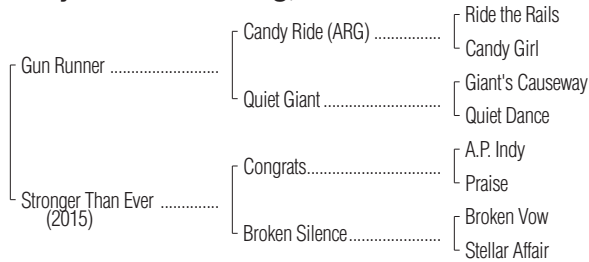 Ride the Rails
Candy Ride (ARG) ................
Candy Girl
Gun Runner ..........................
Giant's Causeway
Quiet Giant ............................
Quiet Dance
A.P. Indy
Congrats................................
Praise
Stronger Than Ever ..............
(2015)
Broken Vow
Broken Silence......................
Stellar Affair